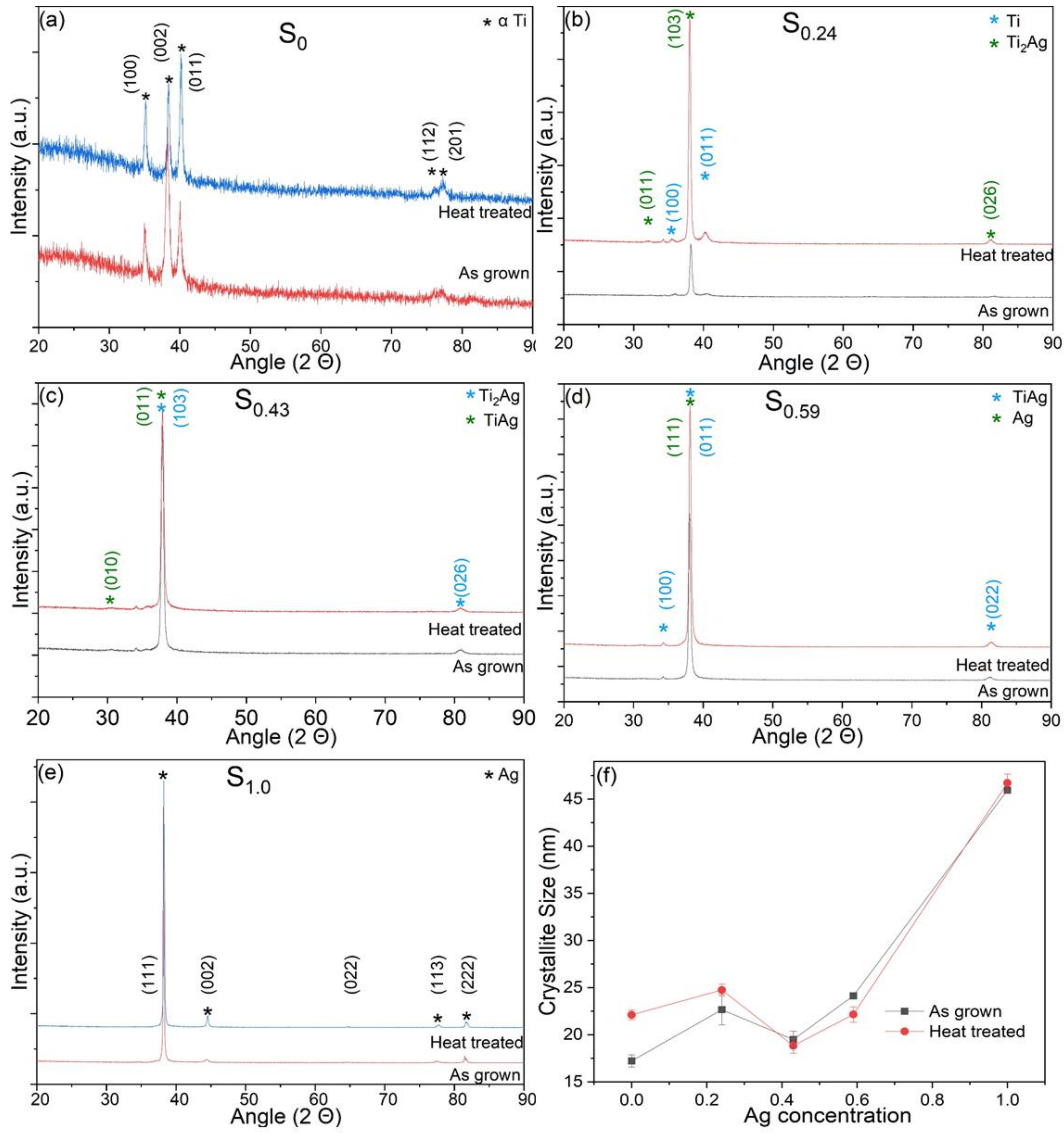 (a)
S0
* α Ti
(100)
(002)
(011)
(112)
(201)
Heat treated
As grown
Intensity (a.u.)
20 30 40 50 60 70 80 90
Angle (2 Θ)
(b)
S0.24
* Ti
* Ti2Ag
(103)
(011)
(100)
(011)
(026)
Heat treated
As grown
Intensity (a.u.)
20 30 40 50 60 70 80 90
Angle (2 Θ)
(c)
S0.43
* Ti2Ag
* TiAg
(011)
(103)
(010)
(026)
Heat treated
As grown
Intensity (a.u.)
20 30 40 50 60 70 80 90
Angle (2 Θ)
(d)
S0.59
* TiAg
* Ag
(111)
(011)
(100)
(022)
Heat treated
As grown
Intensity (a.u.)
20 30 40 50 60 70 80 90
Angle (2 Θ)
(e)
S1.0
* Ag
(111)
(002)
(022)
(113)
(222)
Heat treated
As grown
Intensity (a.u.)
20 30 40 50 60 70 80 90
Angle (2 Θ)
(f)
45
40
35
30
25
20
15
Crystallite Size (nm)
As grown
Heat treated
0.0 0.2 0.4 0.6 0.8 1.0
Ag concentration